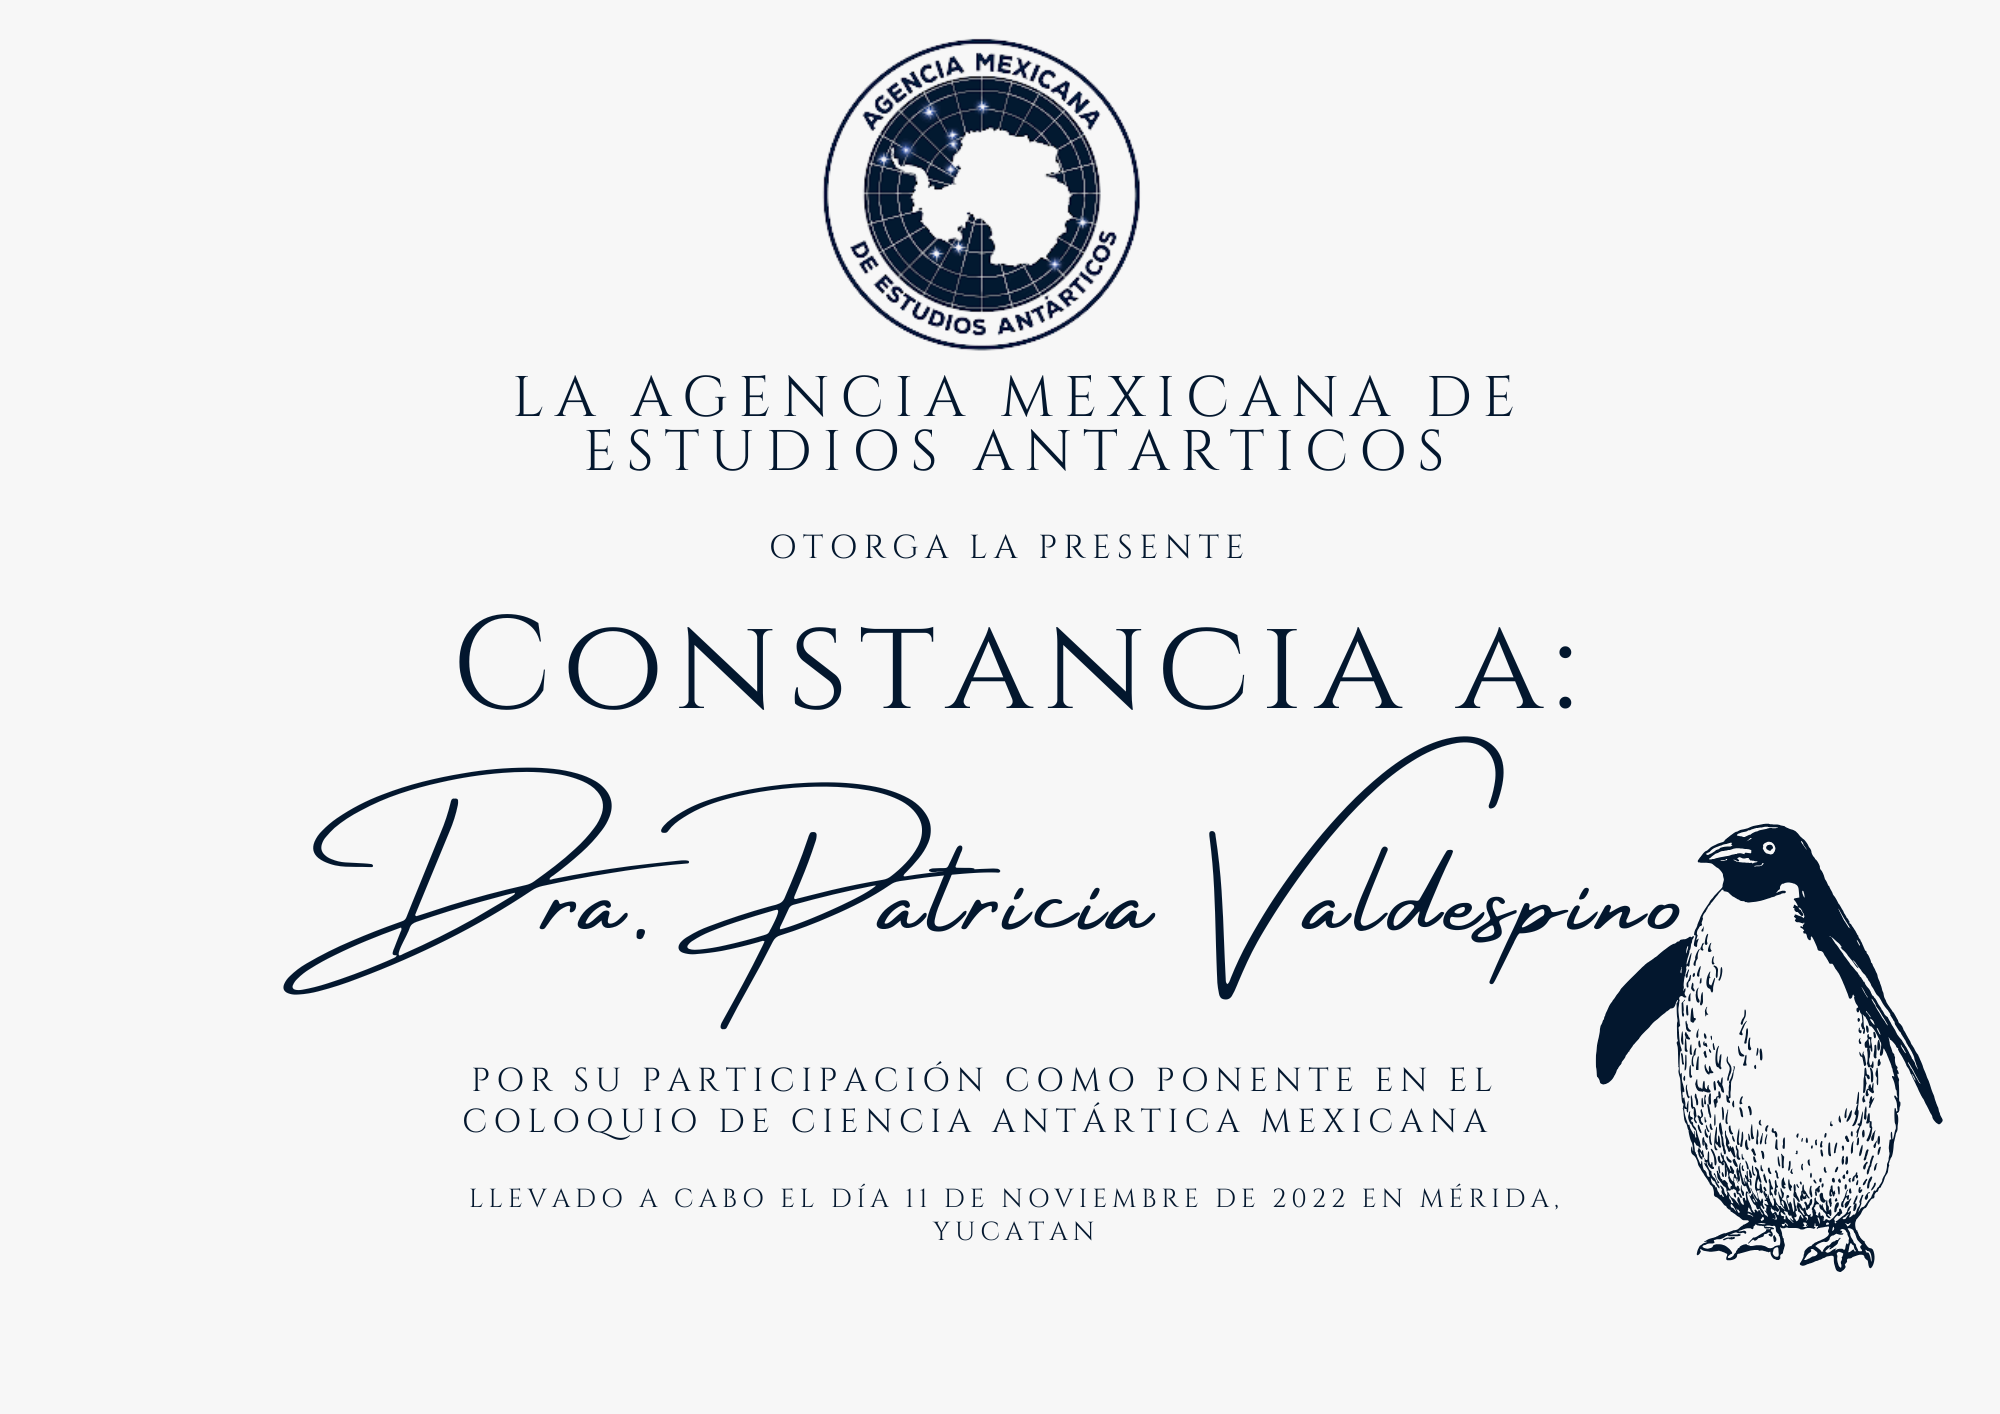 AGENCIA MEXICANA
DE ESTUDIOS ANTÁRTICOS
LA AGENCIA MEXICANA DE
ESTUDIOS ANTARTICOS
OTORGA LA PRESENTE
CONSTANCIA A:
Dra. Patricia Valdespino
POR SU PARTICIPACIÓN COMO PONENTE EN EL
COLOQUIO DE CIENCIA ANTÁRTICA MEXICANA
LLEVADO A CABO EL DÍA 11 DE NOVIEMBRE DE 2022 EN MÉRIDA,
YUCATAN